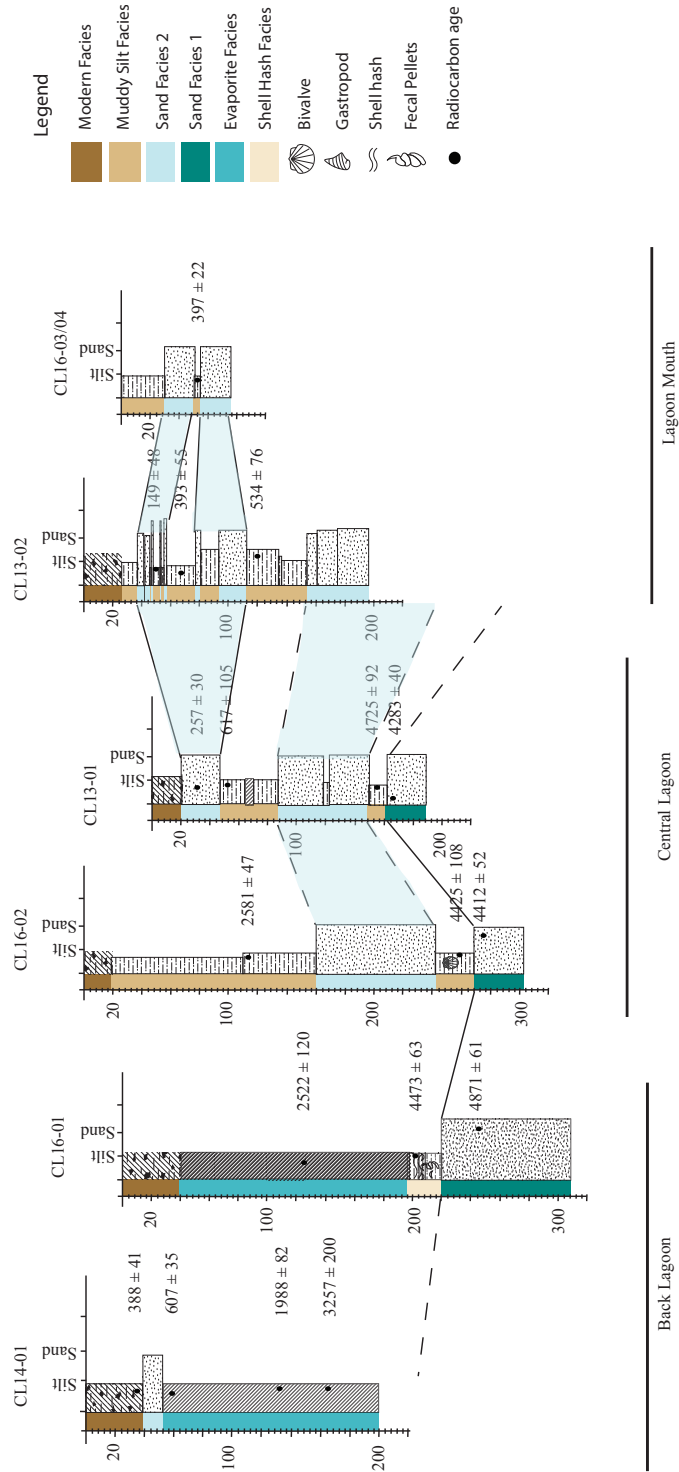 Legend
Modern Facies
Muddy Silt Facies
Sand Facies 2
Sand Facies 1
Evaporite Facies
Shell Hash Facies
Bivalve
Gastropod
Shell hash
Fecal Pellets
Radiocarbon age
CL14-01
Silt
Sand
20
100
200
388 ± 41
607 ± 35
1988 ± 82
3257 ± 200
CL16-01
Silt
Sand
20
100
200
300
2522 ± 120
4473 ± 63
4871 ± 61
CL16-02
Silt
Sand
20
100
200
300
2581 ± 47
4425 ± 108
4412 ± 52
CL13-01
Silt
Sand
20
100
200
257 ± 30
617 ± 105
4725 ± 92
4283 ± 40
CL13-02
Silt
Sand
20
100
200
149 ± 48
393 ± 55
534 ± 76
CL16-03/04
Silt
Sand
20
397 ± 22
Back Lagoon
Central Lagoon
Lagoon Mouth